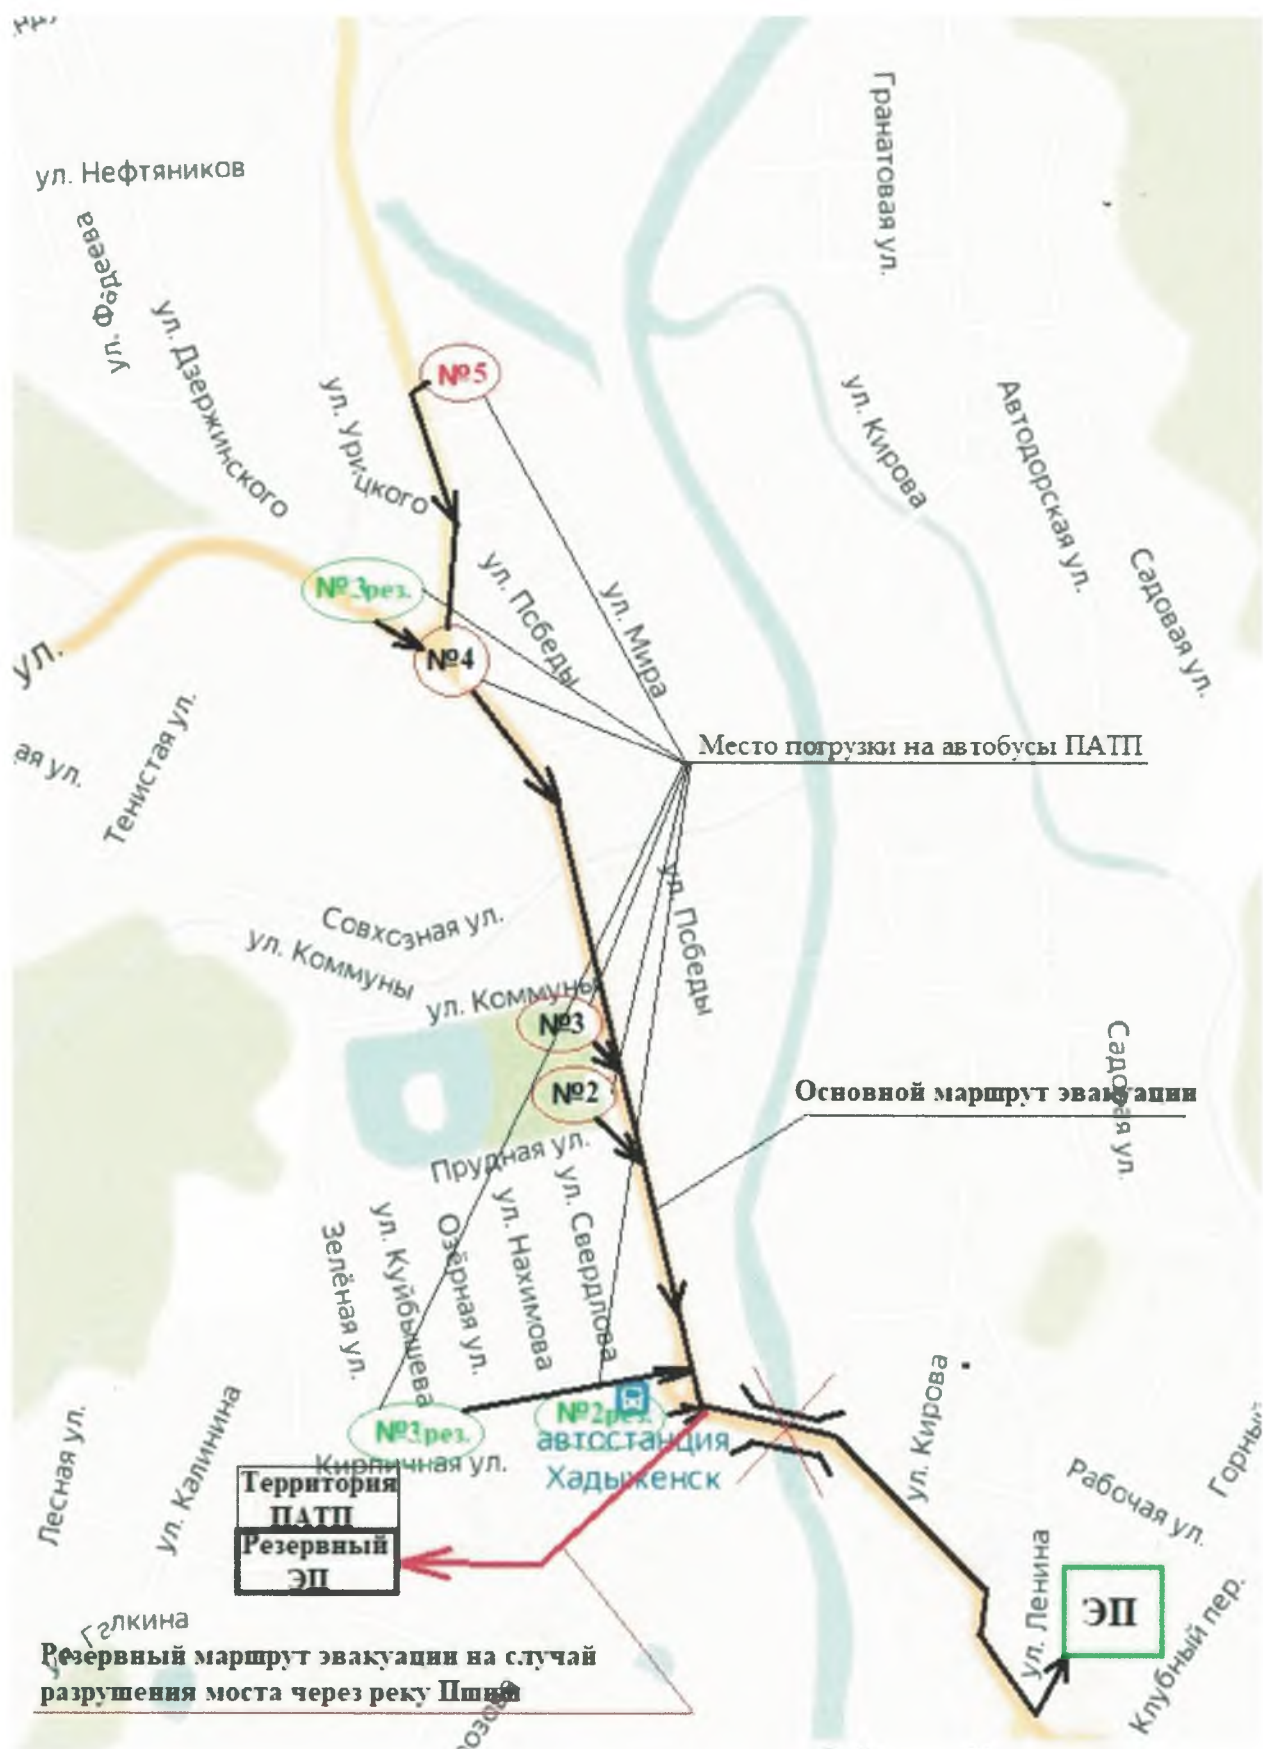 ул. Нефтяников
Гранатовая ул.
ул. Фадеева
ул. Дзержинского
ул. Урицкого
№5
ул. Кирова
Автодорская ул.
Садовая ул.
№3рез.
ул. Победы
ул. Мира
ул.
№4
Тенистая ул.
ая ул.
Место погрузки на автобусы ПАТП
Совхозная ул.
ул. Коммуны
ул. Коммуны
ул. Победы
№3
№2
Основной маршрут эвакуации
Садовая ул.
Прудная ул.
Зелёная ул.
ул. Куйбышева
Озёрная ул.
ул. Нахимова
ул. Свердлова
№3рез.
№2рез.
автостанция
Хадыженск
Кирпичная ул.
Лесная ул.
ул. Калинина
Территория
ПАТП
Резервный
ЭП
ул. Кирова
Рабочая ул.
Горный
ул. Ленина
ЭП
Клубный пер.
Резервный маршрут эвакуации на случай
разрушения моста через реку Пшиш